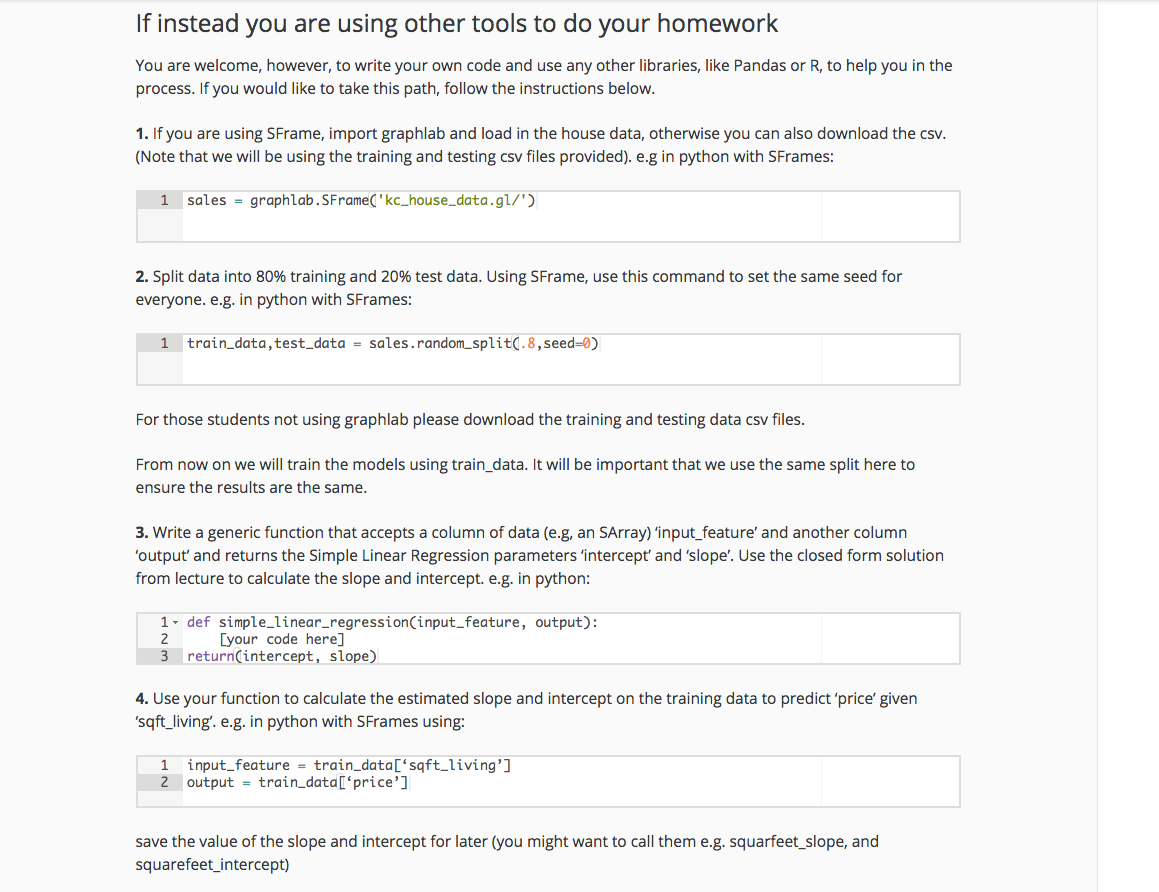 If instead you are using other tools to do your homework
You are welcome, however, to write your own code and use any other libraries, like Pandas or R, to help you in the
process. If you would like to take this path, follow the instructions below.
1. If you are using SFrame, import graphlab and load in the house data, otherwise you can also download the csv.
(Note that we will be using the training and testing csv files provided). e.g in python with SFrames:
1 sales = graphlab.SFrame('kc_house_data.gl/')
2. Split data into 80% training and 20% test data. Using SFrame, use this command to set the same seed for
everyone. e.g. in python with SFrames:
1 train_data,test_data = sales.random_split(.8,seed=0)
For those students not using graphlab please download the training and testing data csv files.
From now on we will train the models using train_data. It will be important that we use the same split here to
ensure the results are the same.
3. Write a generic function that accepts a column of data (e.g, an SArray) ‘input_feature’ and another column
‘output’ and returns the Simple Linear Regression parameters ‘intercept’ and ‘slope’. Use the closed form solution
from lecture to calculate the slope and intercept. e.g. in python:
1 def simple_linear_regression(input_feature, output):
2     [your code here]
3 return(intercept, slope)
4. Use your function to calculate the estimated slope and intercept on the training data to predict ‘price’ given
‘sqft_living’. e.g. in python with SFrames using:
1 input_feature = train_data[‘sqft_living’]
2 output = train_data[‘price’]
save the value of the slope and intercept for later (you might want to call them e.g. squarfeet_slope, and
squarefeet_intercept)